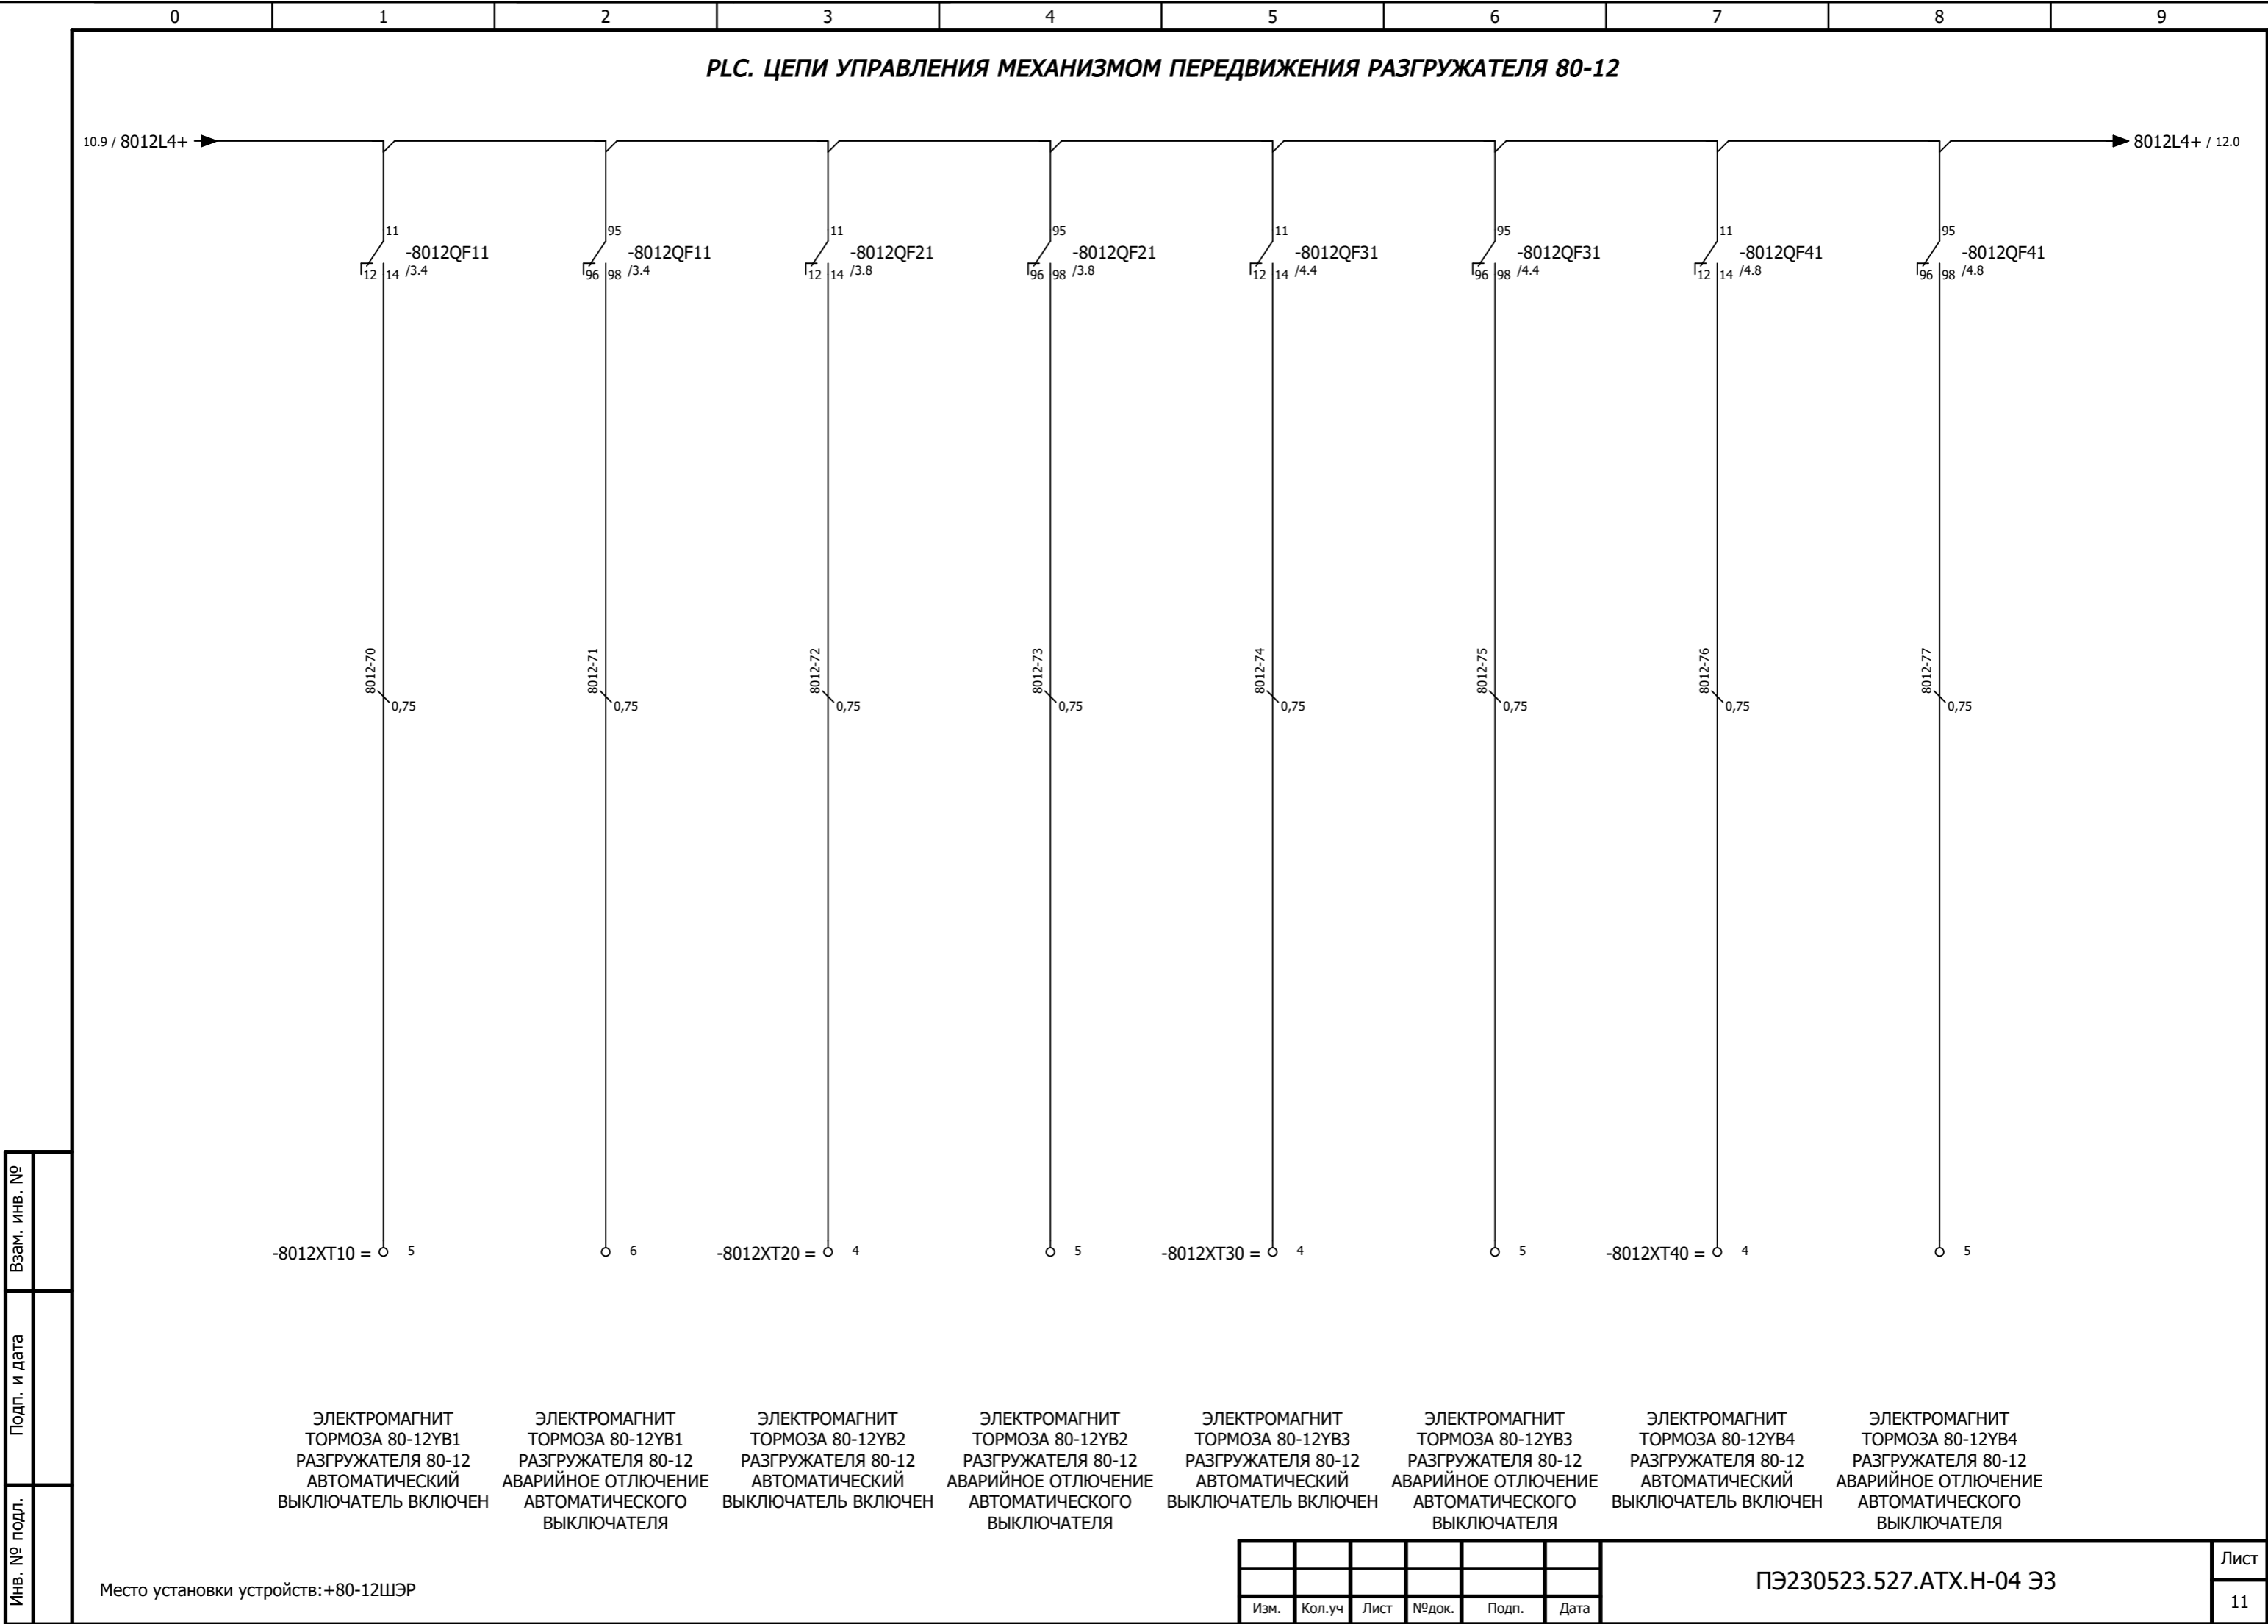 0 1 2 3 4 5 6 7 8 9
PLC. ЦЕПИ УПРАВЛЕНИЯ МЕХАНИЗМОМ ПЕРЕДВИЖЕНИЯ РАЗГРУЖАТЕЛЯ 80-12
10.9 / 8012L4+
8012L4+ / 12.0
11 95 11 95 11 95 11 95
-8012QF11 -8012QF11 -8012QF21 -8012QF21 -8012QF31 -8012QF31 -8012QF41 -8012QF41
12 14 /3.4 96 98 /3.4 12 14 /3.8 96 98 /3.8 12 14 /4.4 96 98 /4.4 12 14 /4.8 96 98 /4.8
8012-70 8012-71 8012-72 8012-73 8012-74 8012-75 8012-76 8012-77
0,75 0,75 0,75 0,75 0,75 0,75 0,75 0,75
-8012XT10 = 5 6 -8012XT20 = 4 5 -8012XT30 = 4 5 -8012XT40 = 4 5
ЭЛЕКТРОМАГНИТ
ТОРМОЗА 80-12YB1
РАЗГРУЖАТЕЛЯ 80-12
АВТОМАТИЧЕСКИЙ
ВЫКЛЮЧАТЕЛЬ ВКЛЮЧЕН
ЭЛЕКТРОМАГНИТ
ТОРМОЗА 80-12YB1
РАЗГРУЖАТЕЛЯ 80-12
АВАРИЙНОЕ ОТЛЮЧЕНИЕ
АВТОМАТИЧЕСКОГО
ВЫКЛЮЧАТЕЛЯ
ЭЛЕКТРОМАГНИТ
ТОРМОЗА 80-12YB2
РАЗГРУЖАТЕЛЯ 80-12
АВТОМАТИЧЕСКИЙ
ВЫКЛЮЧАТЕЛЬ ВКЛЮЧЕН
ЭЛЕКТРОМАГНИТ
ТОРМОЗА 80-12YB2
РАЗГРУЖАТЕЛЯ 80-12
АВАРИЙНОЕ ОТЛЮЧЕНИЕ
АВТОМАТИЧЕСКОГО
ВЫКЛЮЧАТЕЛЯ
ЭЛЕКТРОМАГНИТ
ТОРМОЗА 80-12YB3
РАЗГРУЖАТЕЛЯ 80-12
АВТОМАТИЧЕСКИЙ
ВЫКЛЮЧАТЕЛЬ ВКЛЮЧЕН
ЭЛЕКТРОМАГНИТ
ТОРМОЗА 80-12YB3
РАЗГРУЖАТЕЛЯ 80-12
АВАРИЙНОЕ ОТЛЮЧЕНИЕ
АВТОМАТИЧЕСКОГО
ВЫКЛЮЧАТЕЛЯ
ЭЛЕКТРОМАГНИТ
ТОРМОЗА 80-12YB4
РАЗГРУЖАТЕЛЯ 80-12
АВТОМАТИЧЕСКИЙ
ВЫКЛЮЧАТЕЛЬ ВКЛЮЧЕН
ЭЛЕКТРОМАГНИТ
ТОРМОЗА 80-12YB4
РАЗГРУЖАТЕЛЯ 80-12
АВАРИЙНОЕ ОТЛЮЧЕНИЕ
АВТОМАТИЧЕСКОГО
ВЫКЛЮЧАТЕЛЯ
Взам. инв. №
Подп. и дата
Инв. № подл.
Место установки устройств:+80-12ШЭР
Изм. Кол.уч Лист №док. Подп. Дата
ПЭ230523.527.АТХ.Н-04 Э3
Лист
11